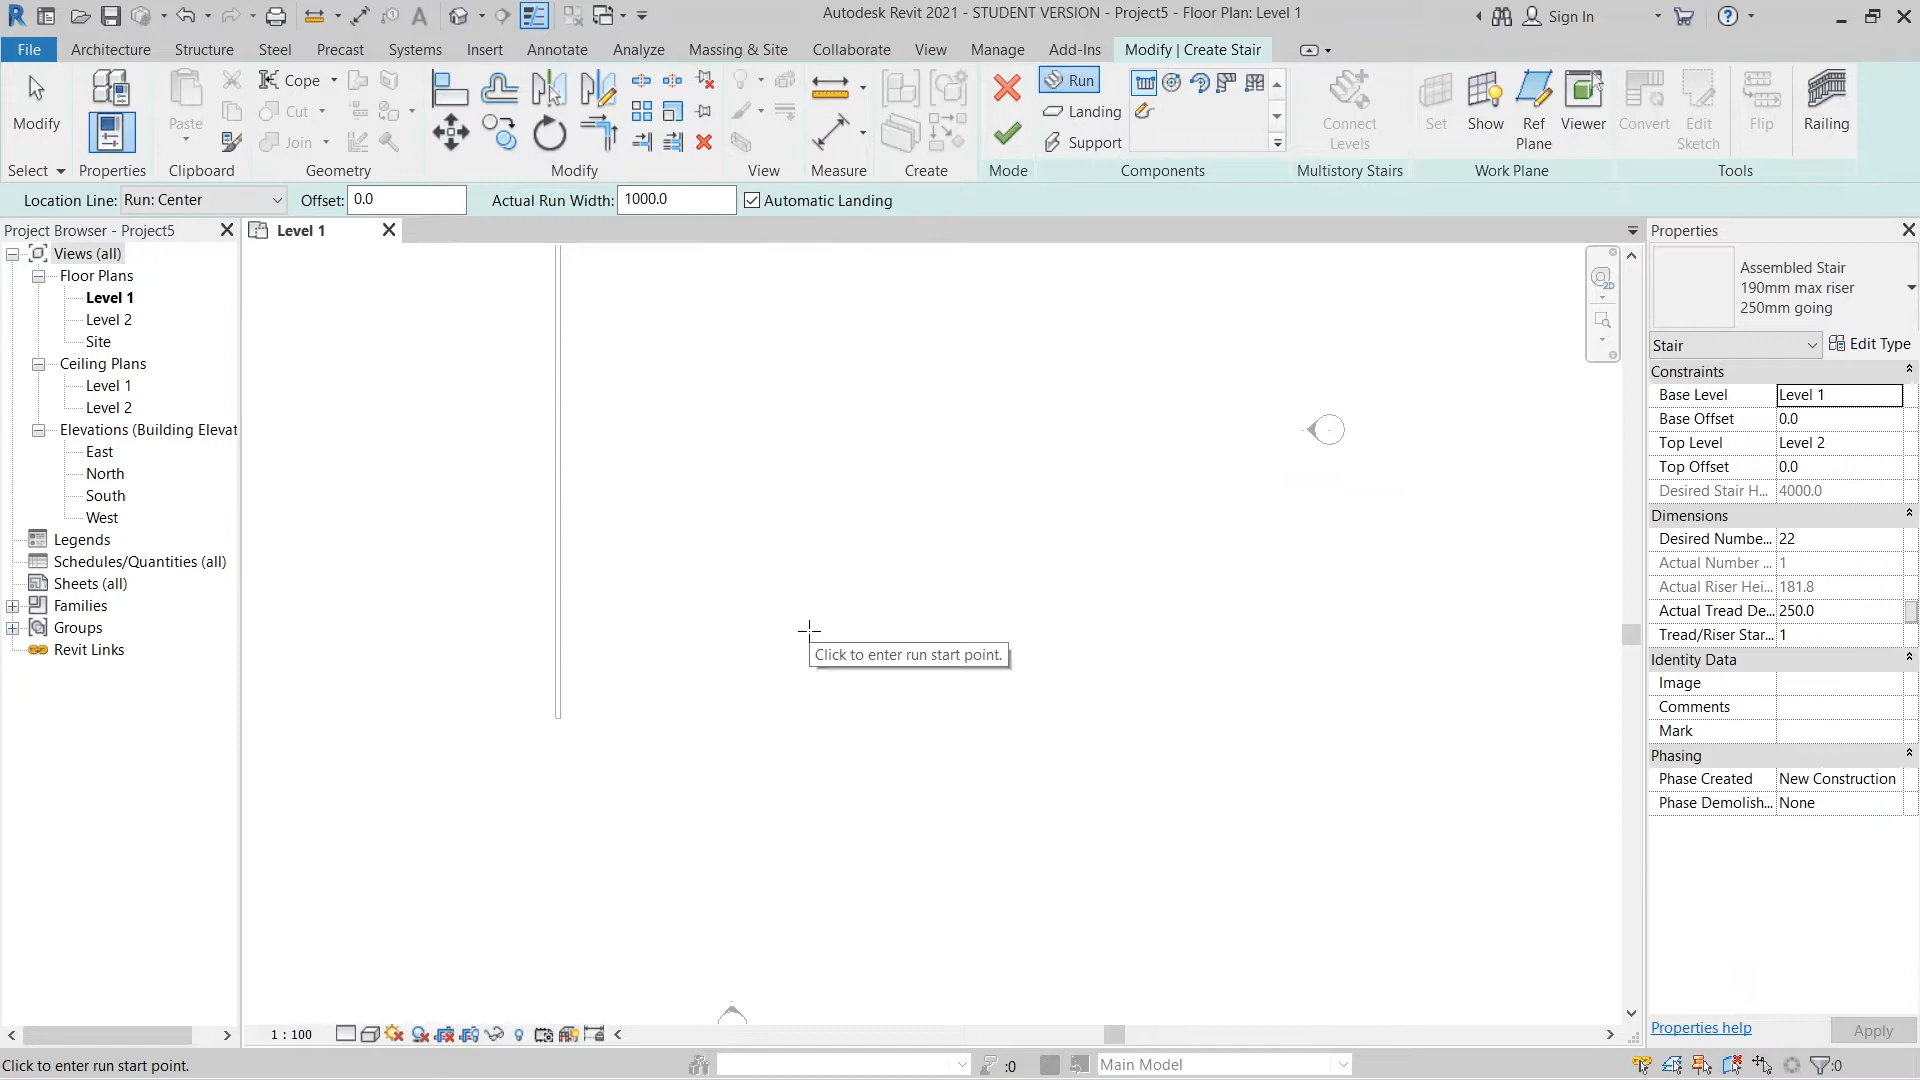 Autodesk Revit 2021 - STUDENT VERSION - Project5 - Floor Plan: Level 1
Sign In
File
Architecture
Structure
Steel
Precast
Systems
Insert
Annotate
Analyze
Massing & Site
Collaborate
View
Manage
Add-Ins
Modify | Create Stair
Modify
Paste
Cope
Cut
Join
Run
Landing
Support
Connect
Levels
Set
Show
Ref
Plane
Viewer
Convert
Edit
Sketch
Flip
Railing
Select
Properties
Clipboard
Geometry
Modify
View
Measure
Create
Mode
Components
Multistory Stairs
Work Plane
Tools
Location Line:
Run: Center
Offset:
0.0
Actual Run Width:
1000.0
Automatic Landing
Project Browser - Project5
Views (all)
Floor Plans
Level 1
Level 2
Site
Ceiling Plans
Level 1
Level 2
Elevations (Building Elevat
East
North
South
West
Legends
Schedules/Quantities (all)
Sheets (all)
Families
Groups
Revit Links
Level 1
2D
Click to enter run start point.
1 : 100
Properties
Assembled Stair
190mm max riser
250mm going
Stair
Edit Type
Constraints
Base Level Level 1
Base Offset 0.0
Top Level Level 2
Top Offset 0.0
Desired Stair H... 4000.0
Dimensions
Desired Numbe... 22
Actual Number ... 1
Actual Riser Hei... 181.8
Actual Tread De... 250.0
Tread/Riser Star... 1
Identity Data
Image
Comments
Mark
Phasing
Phase Created New Construction
Phase Demolish... None
Properties help
Apply
Click to enter run start point.
:0
Main Model
:0